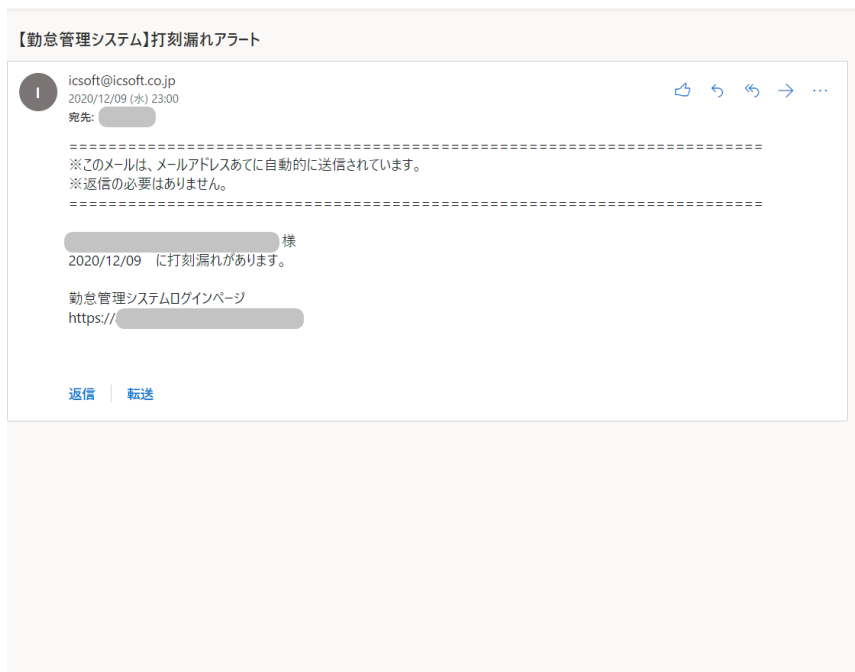 【勤怠管理システム】打刻漏れアラート
I
icsoft@icsoft.co.jp
2020/12/09 (水) 23:00
宛先:
=======================================================================
※このメールは、メールアドレスあてに自動的に送信されています。
※返信の必要はありません。
=======================================================================
様
2020/12/09　に打刻漏れがあります。
勤怠管理システムログインページ
https://
返信
転送